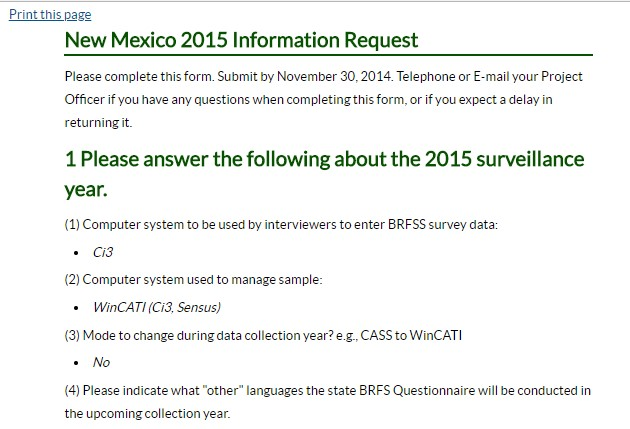 Print this page
New Mexico 2015 Information Request
Please complete this form. Submit by November 30, 2014. Telephone or E-mail your Project
Officer if you have any questions when completing this form, or if you expect a delay in
returning it.
1 Please answer the following about the 2015 surveillance
year.
(1) Computer system to be used by interviewers to enter BRFSS survey data:
• Ci3
(2) Computer system used to manage sample:
• WinCATI (Ci3, Sensus)
(3) Mode to change during data collection year? e.g., CASS to WinCATI
• No
(4) Please indicate what "other" languages the state BRFS Questionnaire will be conducted in
the upcoming collection year.